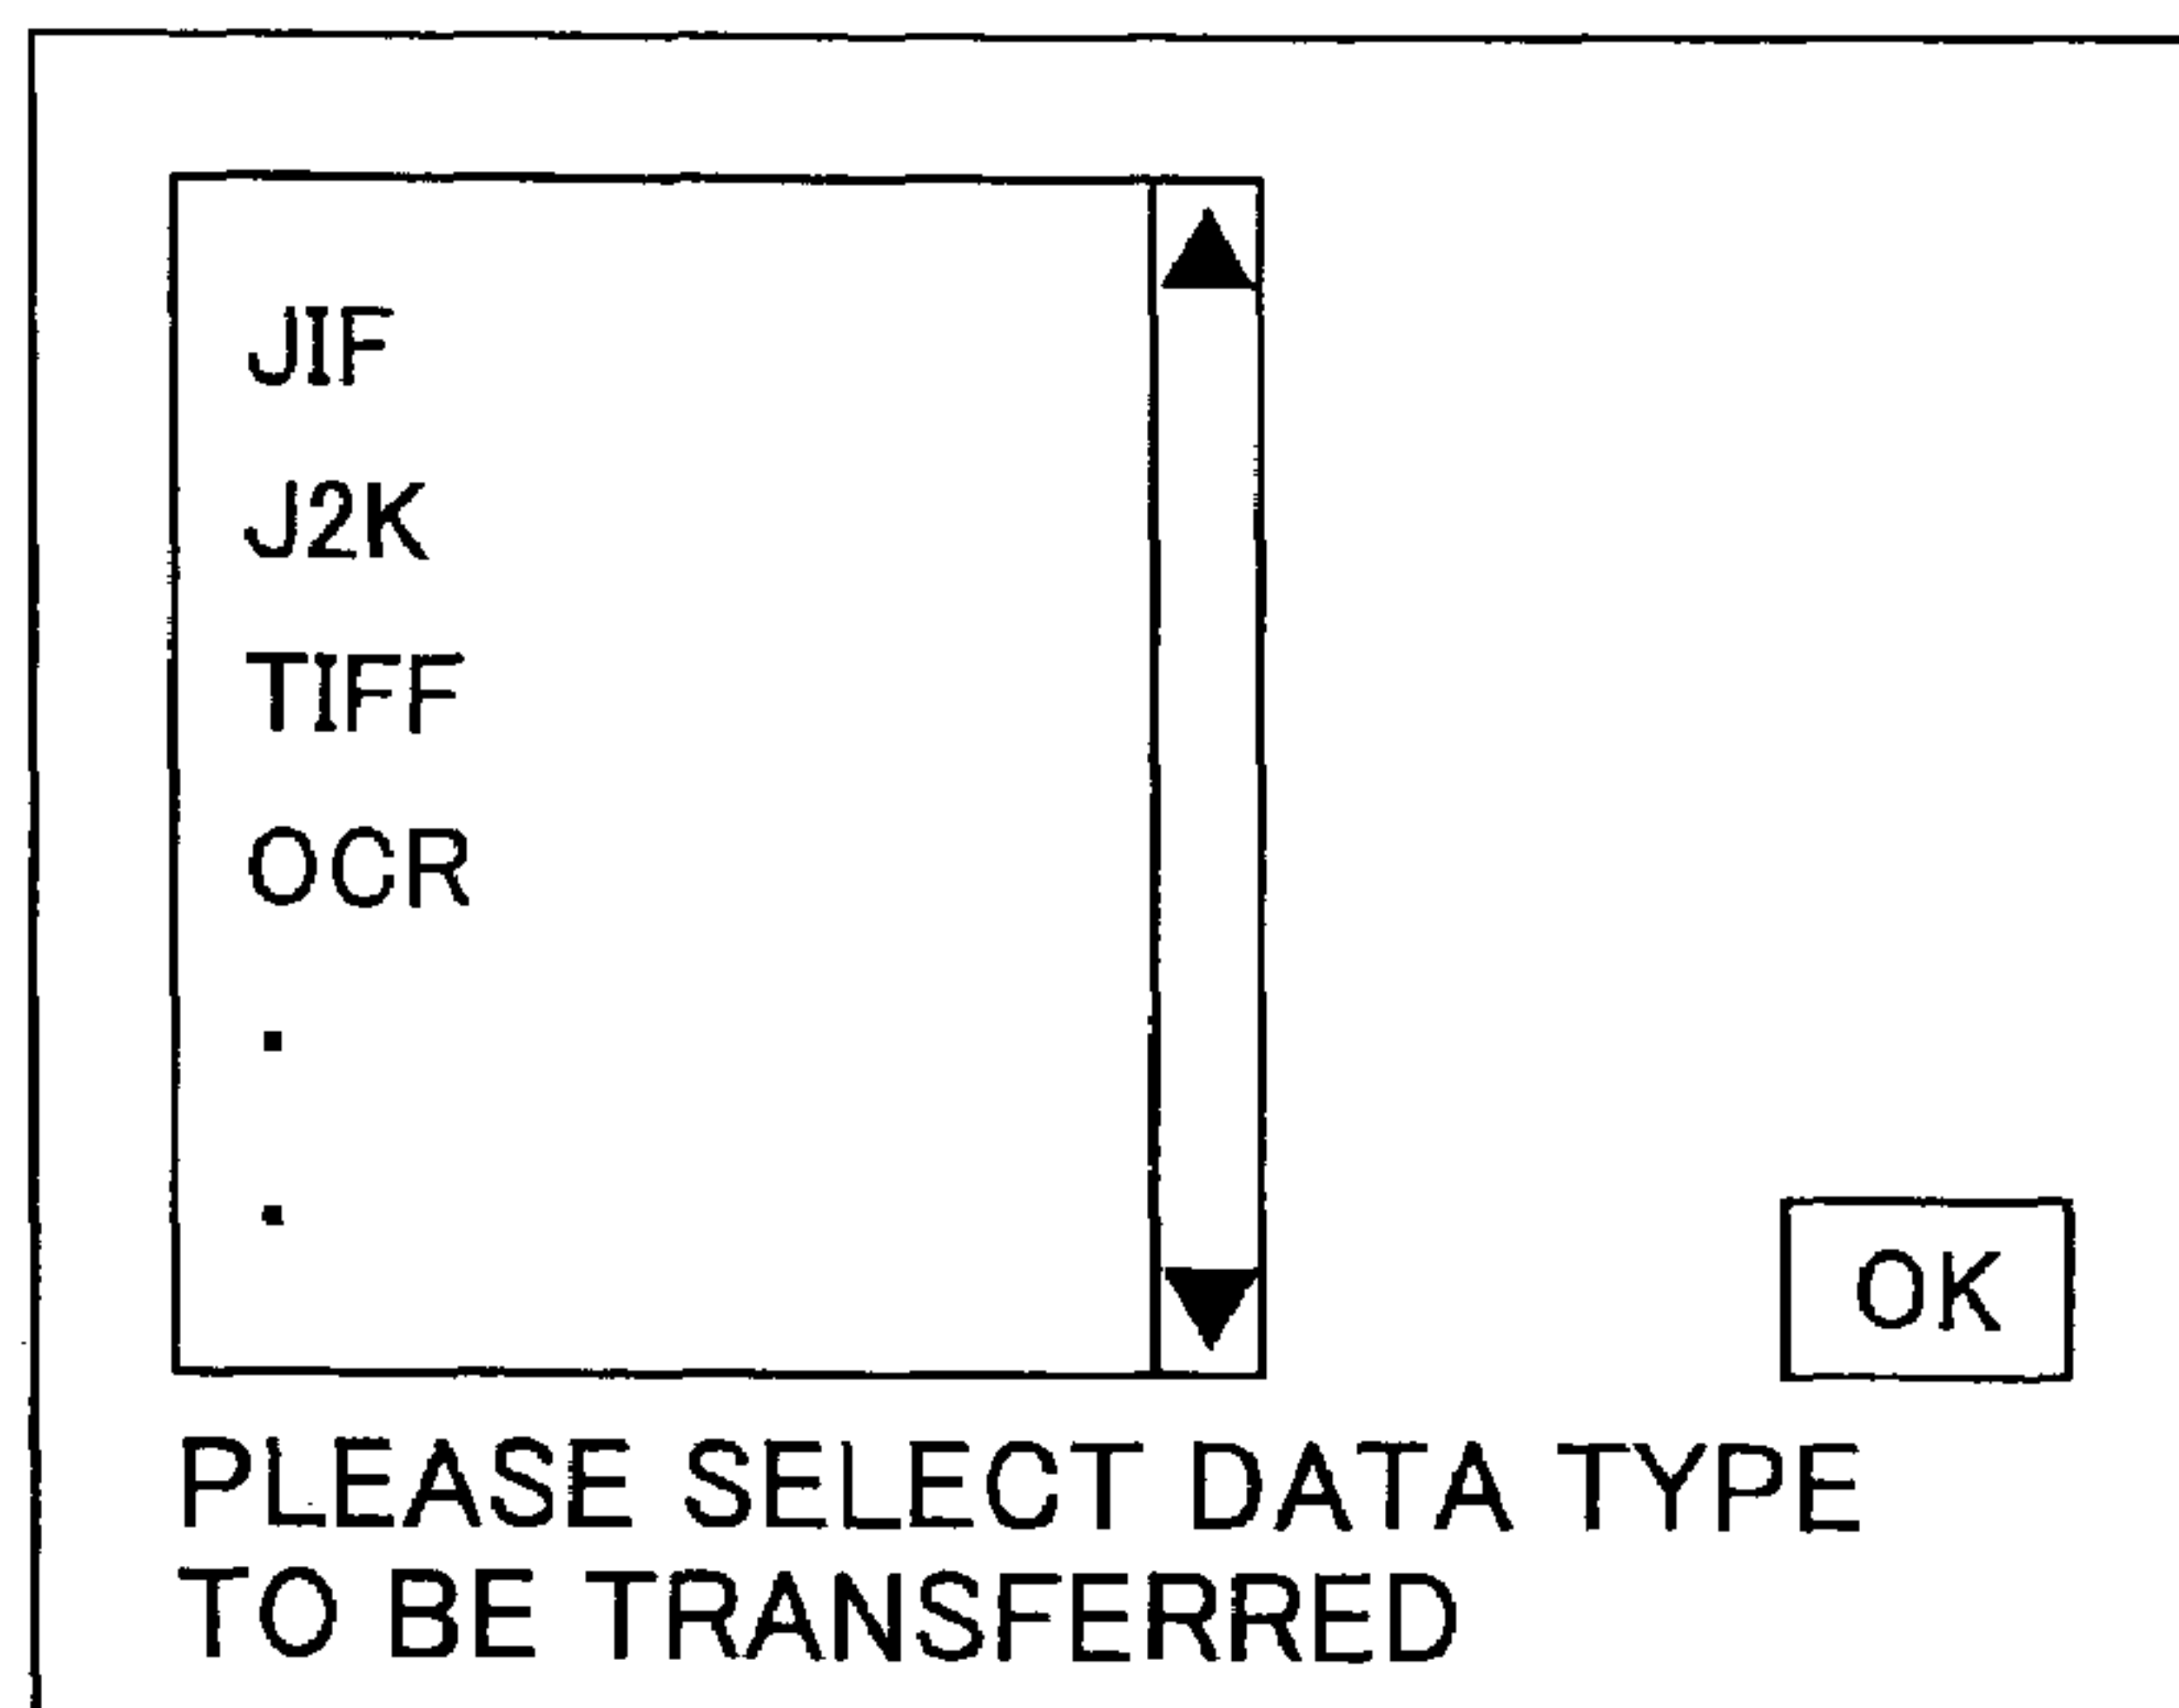 JIF
J2K
TIFF
OCR
.
.
OK
PLEASE SELECT DATA TYPE
TO BE TRANSFERRED